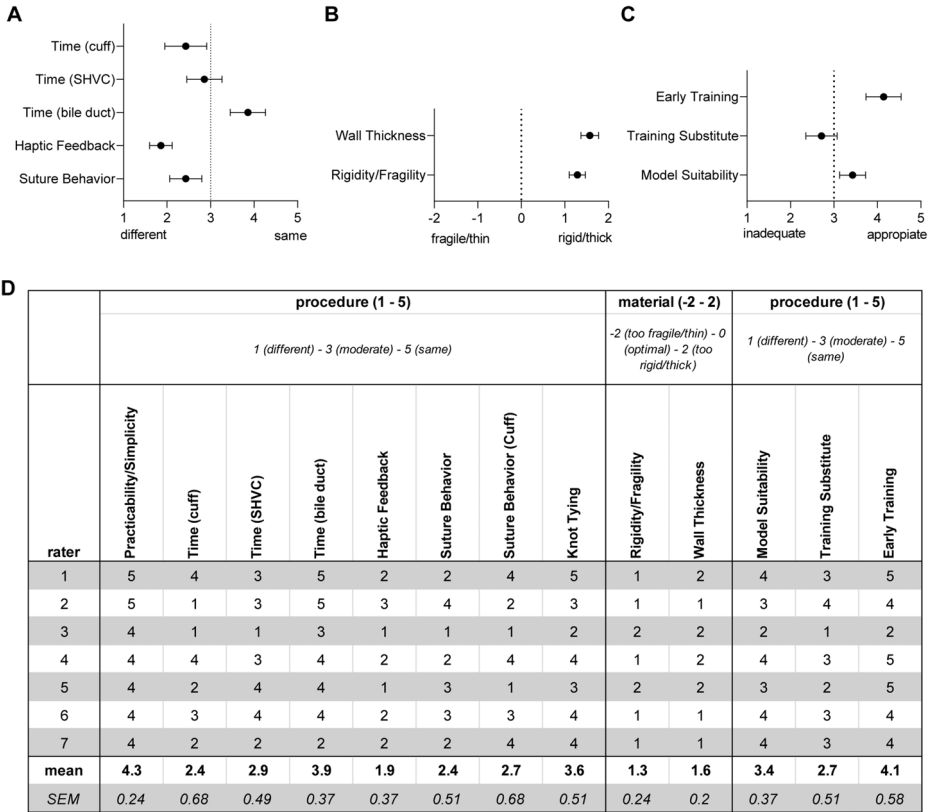 A
Time (cuff)
Time (SHVC)
Time (bile duct)
Haptic Feedback
Suture Behavior
1 2 3 4 5
different same
B
Wall Thickness
Rigidity/Fragility
-2 -1 0 1 2
fragile/thin rigid/thick
C
Early Training
Training Substitute
Model Suitability
1 2 3 4 5
inadequate appropiate
D
procedure (1 - 5) material (-2 - 2) procedure (1 - 5)
1 (different) - 3 (moderate) - 5 (same)
-2 (too fragile/thin) - 0
(optimal) - 2 (too
rigid/thick)
1 (different) - 3 (moderate) - 5
(same)
rater
Practicability/Simplicity
Time (cuff)
Time (SHVC)
Time (bile duct)
Haptic Feedback
Suture Behavior
Suture Behavior (Cuff)
Knot Tying
Rigidity/Fragility
Wall Thickness
Model Suitability
Training Substitute
Early Training
1 5 4 3 5 2 2 4 5 1 2 4 3 5
2 5 1 3 5 3 4 2 3 1 1 3 4 4
3 4 1 1 3 1 1 1 2 2 2 2 1 2
4 4 4 3 4 2 2 4 4 1 2 4 3 5
5 4 2 4 4 1 3 1 3 2 2 3 2 5
6 4 3 4 4 2 3 3 4 1 1 4 3 4
7 4 2 2 2 2 2 4 4 1 1 4 3 4
mean 4.3 2.4 2.9 3.9 1.9 2.4 2.7 3.6 1.3 1.6 3.4 2.7 4.1
SEM 0.24 0.68 0.49 0.37 0.37 0.51 0.68 0.51 0.24 0.2 0.37 0.51 0.58